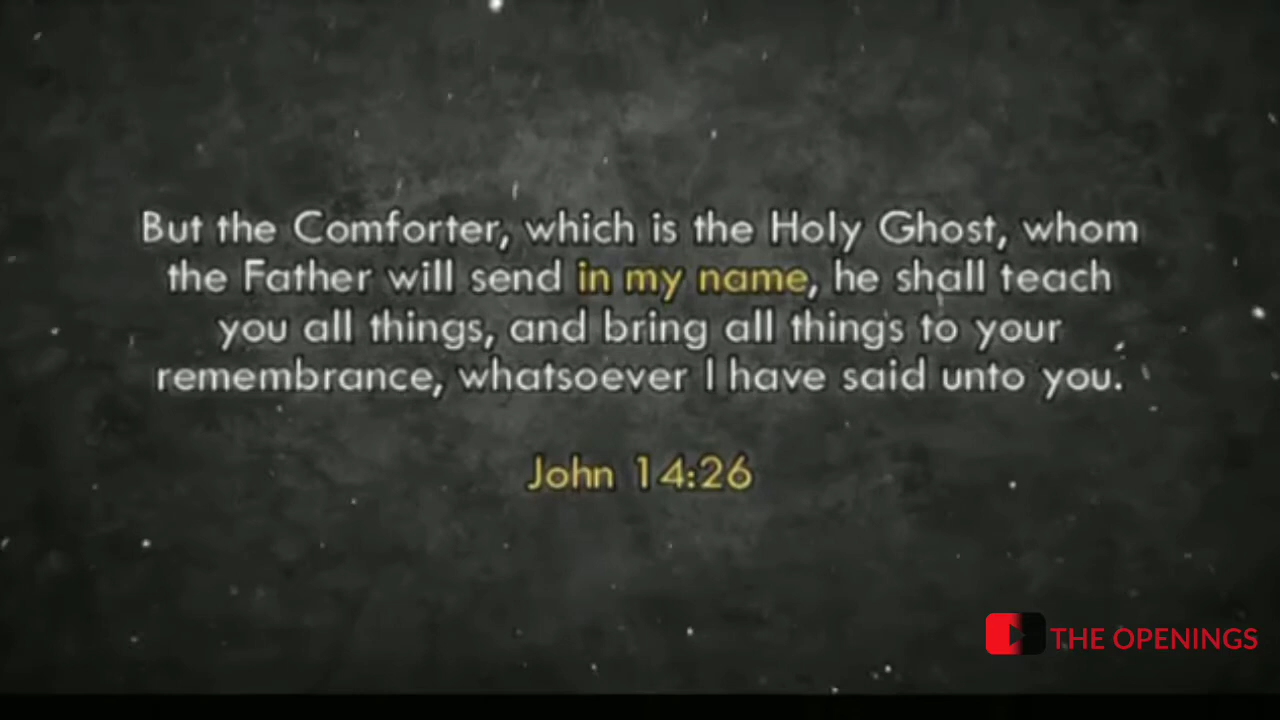 But the Comforter, which is the Holy Ghost, whom
the Father will send in my name, he shall teach
you all things, and bring all things to your
remembrance, whatsoever I have said unto you.
John 14:26
THE OPENINGS